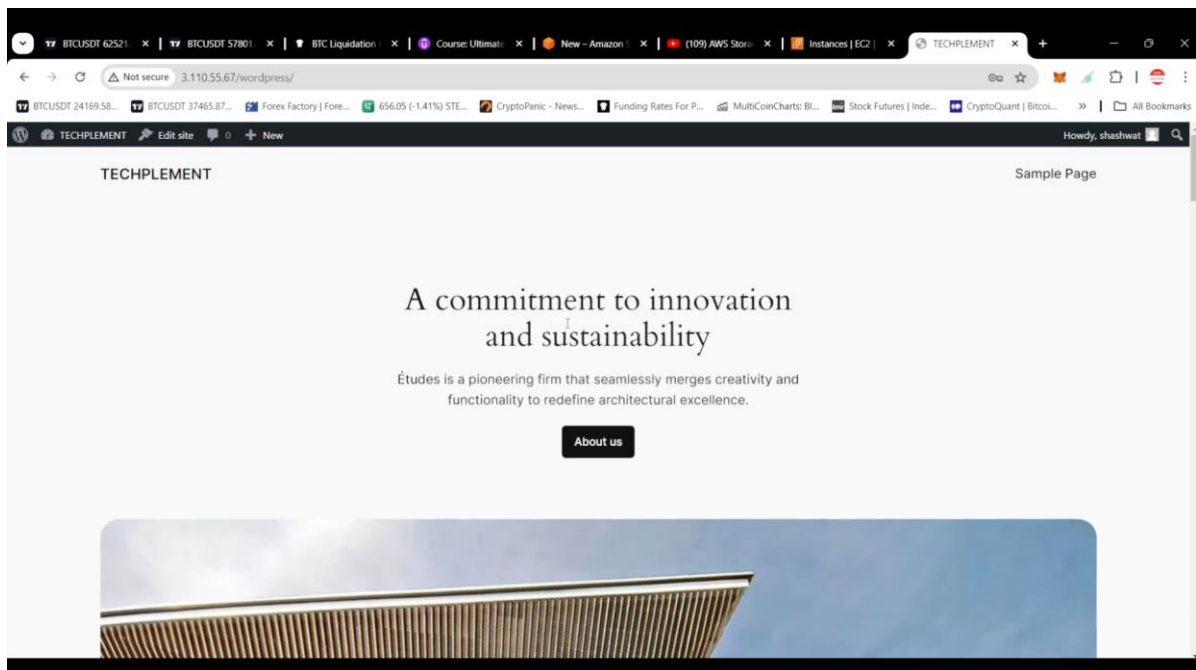 BTCUSDT 62521. BTCUSDT 57801. BTC Liquidation Course: Ultimate New – Amazon S (109) AWS Stora Instances | EC2 | TECHPLEMENT
Not secure 3.110.55.67/wordpress/
BTCUSDT 24169.58... BTCUSDT 37465.87... Forex Factory | Fore... 656.05 (-1.41%) STE... CryptoPanic - News... Funding Rates For P... MultiCoinCharts: BI... Stock Futures | Inde... CryptoQuant | Bitcoi... All Bookmarks
TECHPLEMENT Edit site 0 New Howdy, shashwat
TECHPLEMENT Sample Page
A commitment to innovation
and sustainability
Études is a pioneering firm that seamlessly merges creativity and
functionality to redefine architectural excellence.
About us